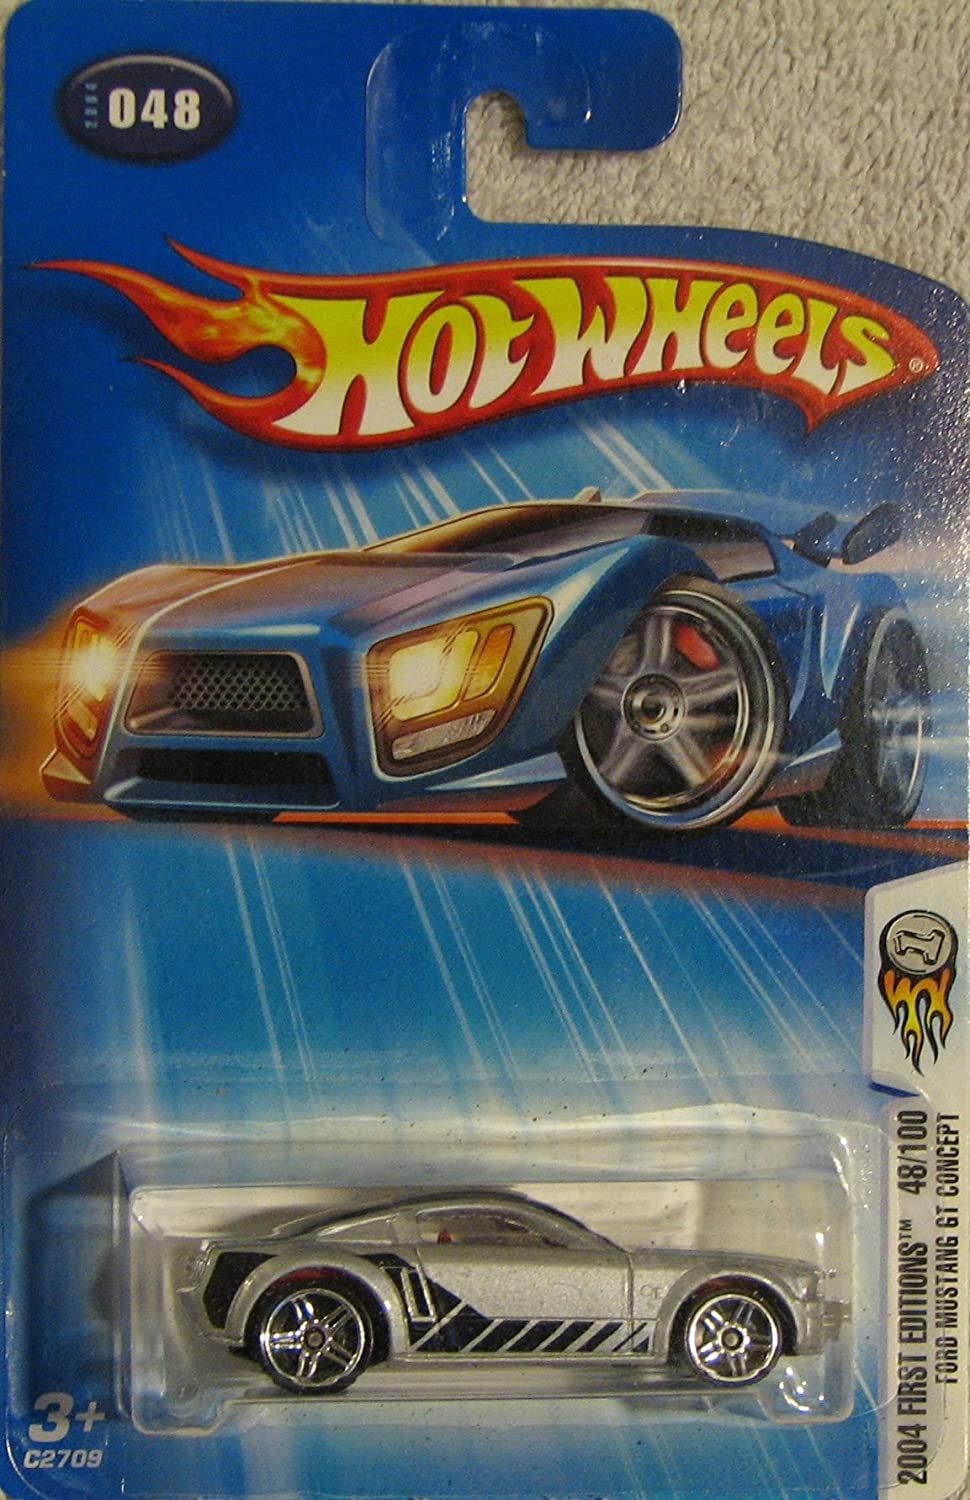 2004
048
HOT WHEELS®
2004 FIRST EDITIONS™ 48/100
FORD MUSTANG GT CONCEPT
3+
C2709